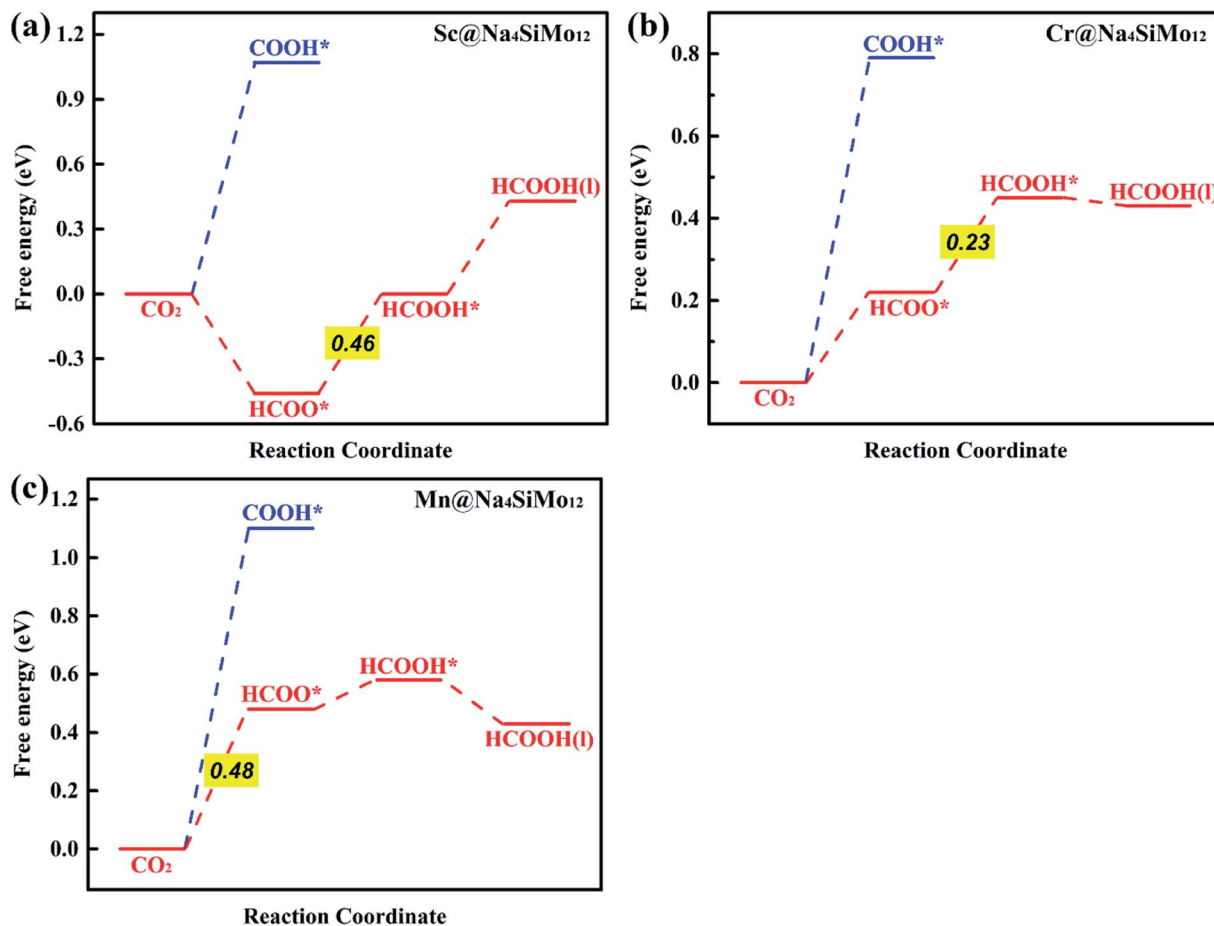 (a)
Sc@Na₄SiMo₁₂
Free energy (eV)
1.2
0.9
0.6
0.3
0.0
-0.3
-0.6
COOH*
HCOOH(l)
CO₂
HCOOH*
0.46
HCOO*
Reaction Coordinate
(b)
Cr@Na₄SiMo₁₂
Free energy (eV)
0.8
0.6
0.4
0.2
0.0
COOH*
HCOOH*
HCOOH(l)
0.23
HCOO*
CO₂
Reaction Coordinate
(c)
Mn@Na₄SiMo₁₂
Free energy (eV)
1.2
1.0
0.8
0.6
0.4
0.2
0.0
COOH*
HCOOH*
HCOO*
HCOOH(l)
0.48
CO₂
Reaction Coordinate